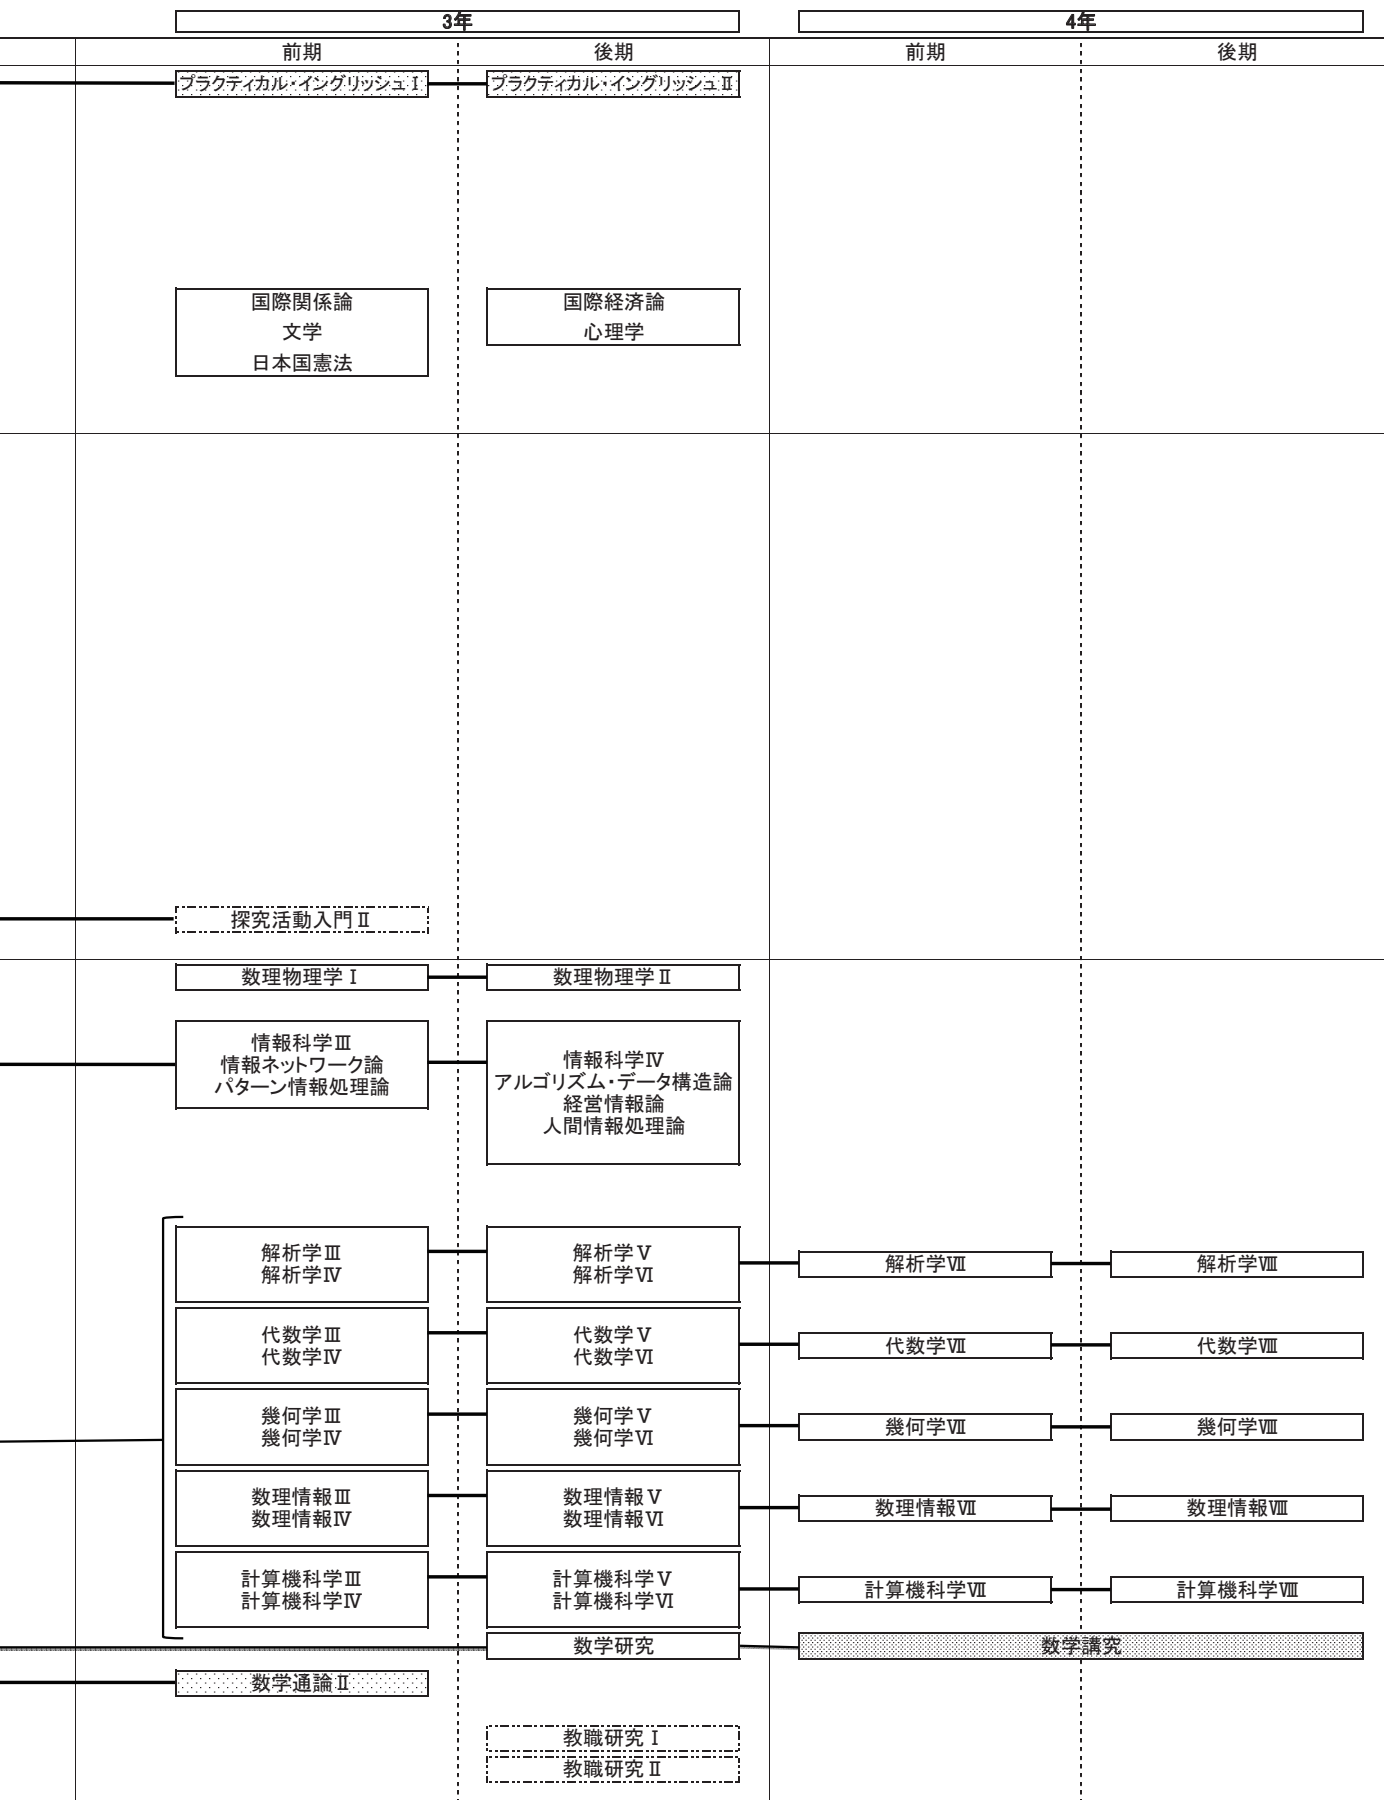 3年
4年
前期
後期
前期
後期
プラクティカル・イングリッシュⅠ
プラクティカル・イングリッシュⅡ
国際関係論
文学
日本国憲法
国際経済論
心理学
探究活動入門Ⅱ
数理物理学Ⅰ
数理物理学Ⅱ
情報科学Ⅲ
情報ネットワーク論
パターン情報処理論
情報科学Ⅳ
アルゴリズム・データ構造論
経営情報論
人間情報処理論
解析学Ⅲ
解析学Ⅳ
解析学Ⅴ
解析学Ⅵ
解析学Ⅶ
解析学Ⅷ
代数学Ⅲ
代数学Ⅳ
代数学Ⅴ
代数学Ⅵ
代数学Ⅶ
代数学Ⅷ
幾何学Ⅲ
幾何学Ⅳ
幾何学Ⅴ
幾何学Ⅵ
幾何学Ⅶ
幾何学Ⅷ
数理情報Ⅲ
数理情報Ⅳ
数理情報Ⅴ
数理情報Ⅵ
数理情報Ⅶ
数理情報Ⅷ
計算機科学Ⅲ
計算機科学Ⅳ
計算機科学Ⅴ
計算機科学Ⅵ
計算機科学Ⅶ
計算機科学Ⅷ
数学研究
数学講究
数学通論Ⅱ
教職研究Ⅰ
教職研究Ⅱ